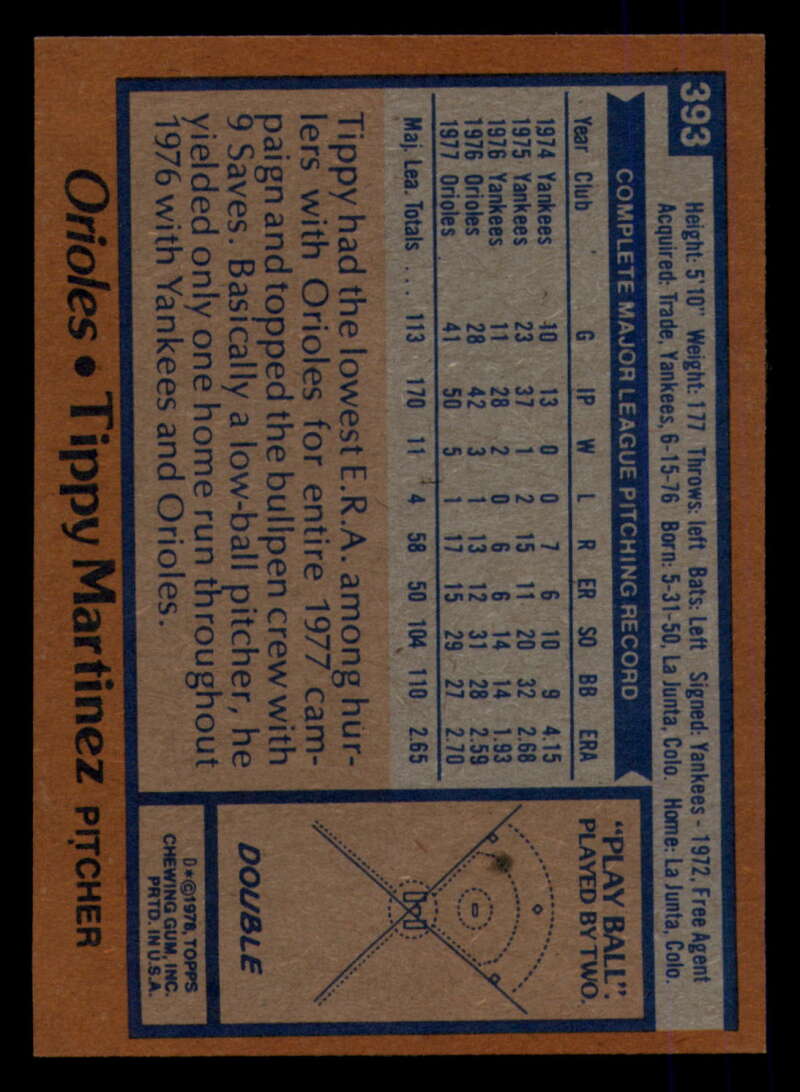 393
Height: 5'10" Weight: 177 Throws: left Bats: Left Signed: Yankees - 1972, Free Agent
Acquired: Trade, Yankees, 6-15-76 Born: 5-31-50, La Junta, Colo. Home: La Junta, Colo.
COMPLETE MAJOR LEAGUE PITCHING RECORD
Year Club G IP W L R ER SO BB ERA
1974 Yankees 10 13 0 0 7 6 10 9 4.15
1975 Yankees 23 37 1 2 15 11 20 32 2.68
1976 Yankees 11 28 2 0 6 6 14 14 1.93
1976 Orioles 28 42 3 1 13 12 31 28 2.59
1977 Orioles 41 50 5 1 17 15 29 27 2.70
Maj. Lea. Totals ... 113 170 11 4 58 50 104 110 2.65
Tippy had the lowest E.R.A. among hur-
lers with Orioles for entire 1977 cam-
paign and topped the bullpen crew with
9 Saves. Basically a low-ball pitcher, he
yielded only one home run throughout
1976 with Yankees and Orioles.
"PLAY BALL".
PLAYED BY TWO.
DOUBLE
D*©1978, TOPPS
CHEWING GUM, INC.
PRTD. IN U.S.A.
Orioles • Tippy Martinez PITCHER